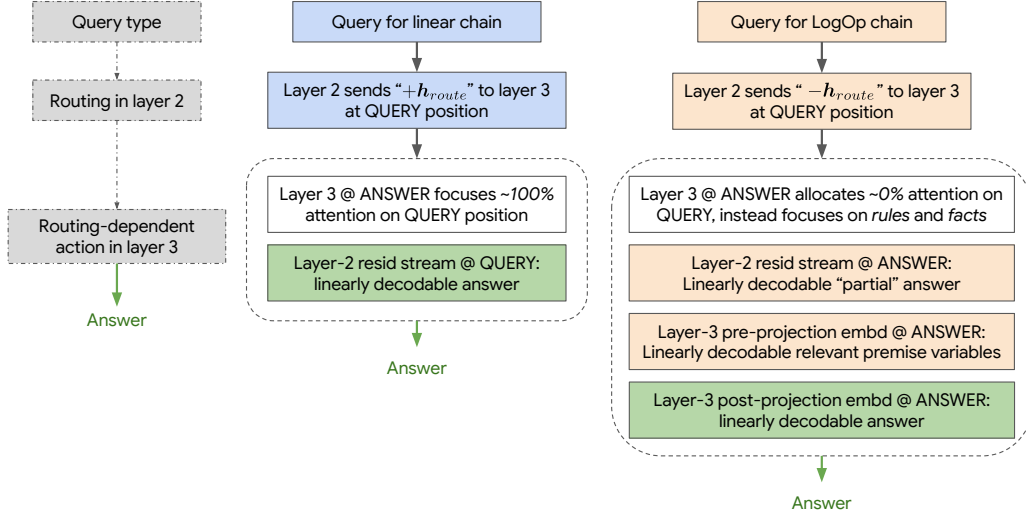 Query type
Routing in layer 2
Routing-dependent
action in layer 3
Answer
Query for linear chain
Layer 2 sends “+h_route” to layer 3
at QUERY position
Layer 3 @ ANSWER focuses ~100%
attention on QUERY position
Layer-2 resid stream @ QUERY:
linearly decodable answer
Answer
Query for LogOp chain
Layer 2 sends “ −h_route” to layer 3
at QUERY position
Layer 3 @ ANSWER allocates ~0% attention on
QUERY, instead focuses on rules and facts
Layer-2 resid stream @ ANSWER:
Linearly decodable “partial” answer
Layer-3 pre-projection embd @ ANSWER:
Linearly decodable relevant premise variables
Layer-3 post-projection embd @ ANSWER:
linearly decodable answer
Answer